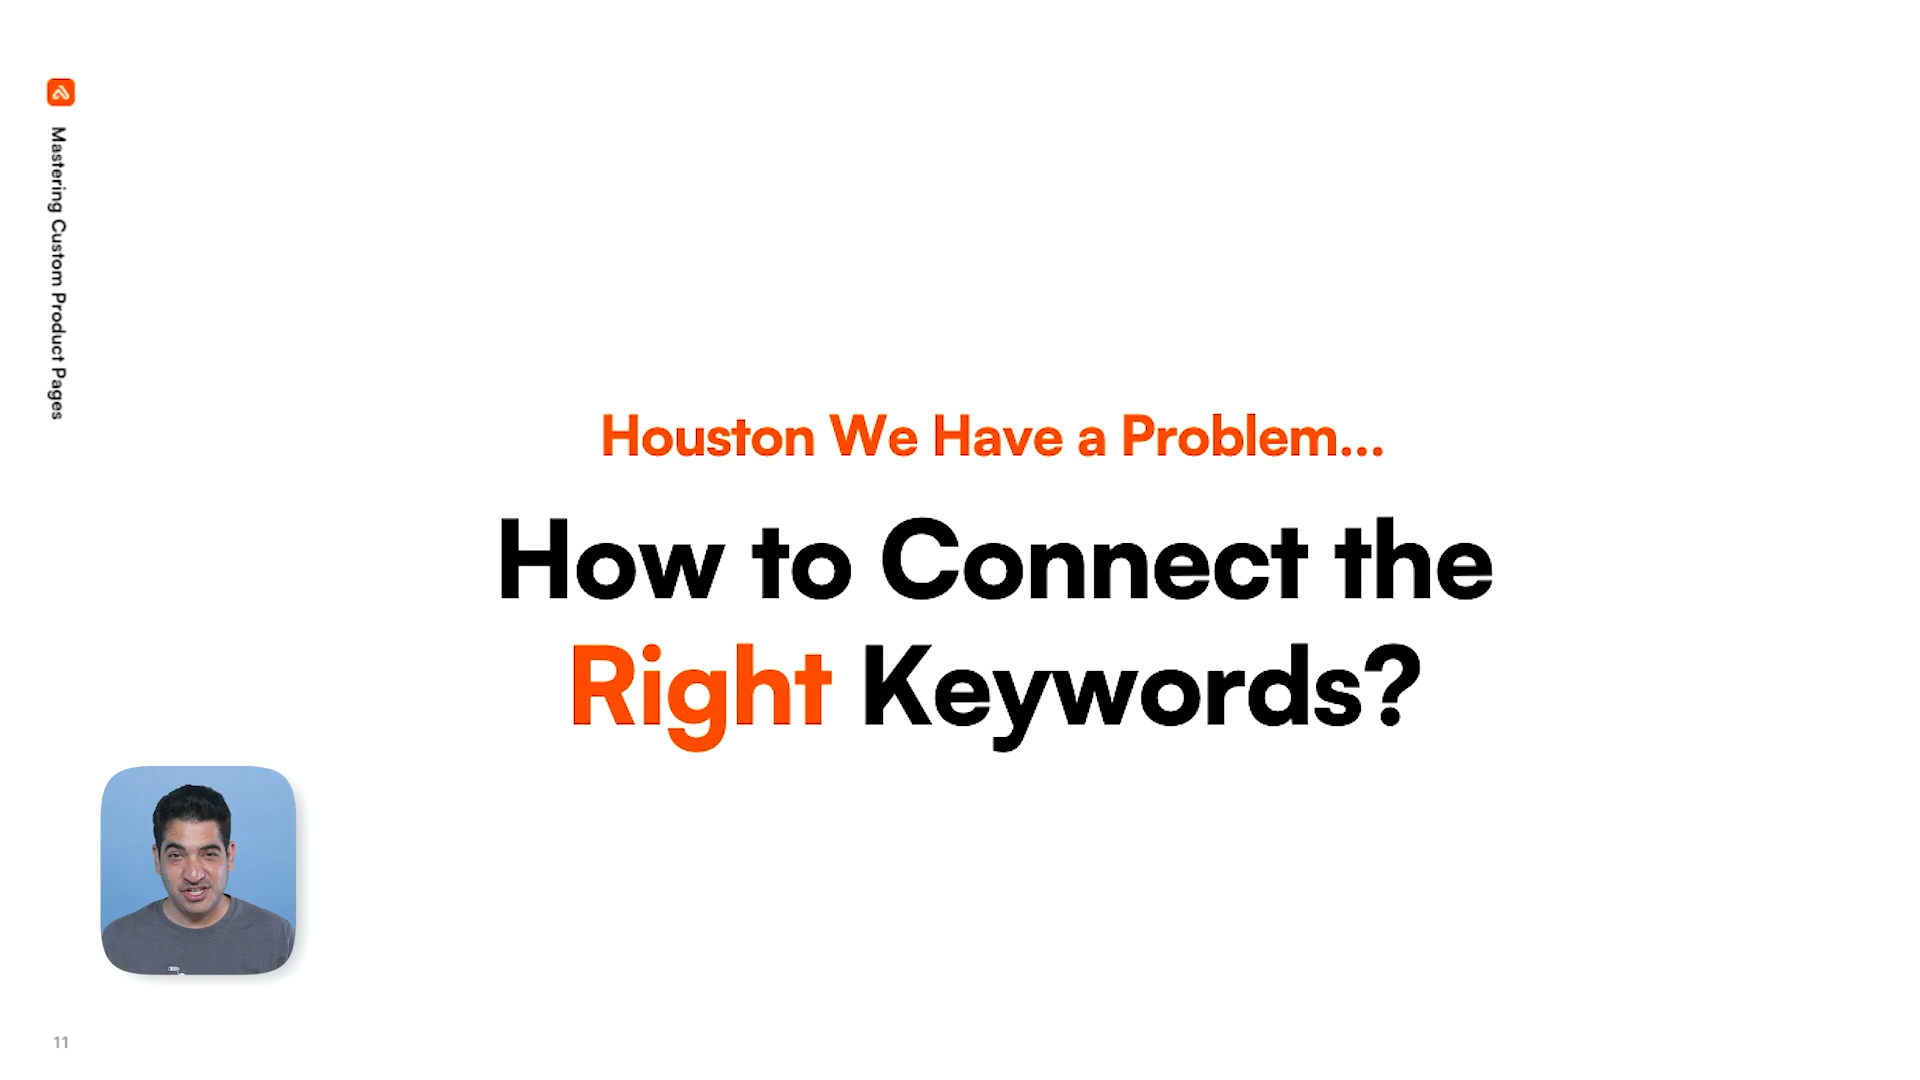 Mastering Custom Product Pages
Houston We Have a Problem...
How to Connect the
Right Keywords?
11